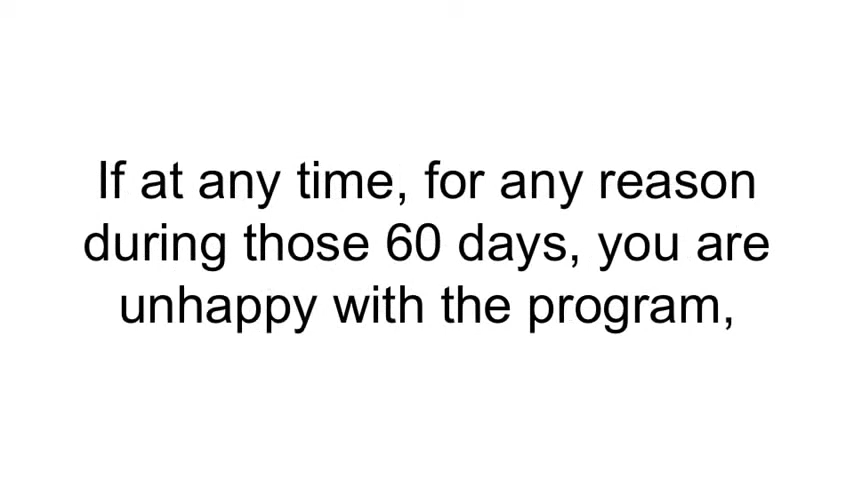 If at any time, for any reason
during those 60 days, you are
unhappy with the program,